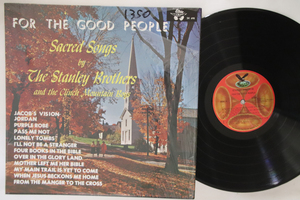 1350
FOR THE GOOD PEOPLE
Sacred Songs
by
The Stanley Brothers
and the Clinch Mountain Boys
JACOB'S VISION
JORDAN
PURPLE ROBE
PASS ME NOT
LONELY TOMBS
I'LL NOT BE A STRANGER
FOUR BOOKS IN THE BIBLE
OVER IN THE GLORY LAND
MOTHER LEFT ME HER BIBLE
MY MAIN TRAIL IS YET TO COME
WHEN JESUS BECKONS ME HOME
FROM THE MANGER TO THE CROSS